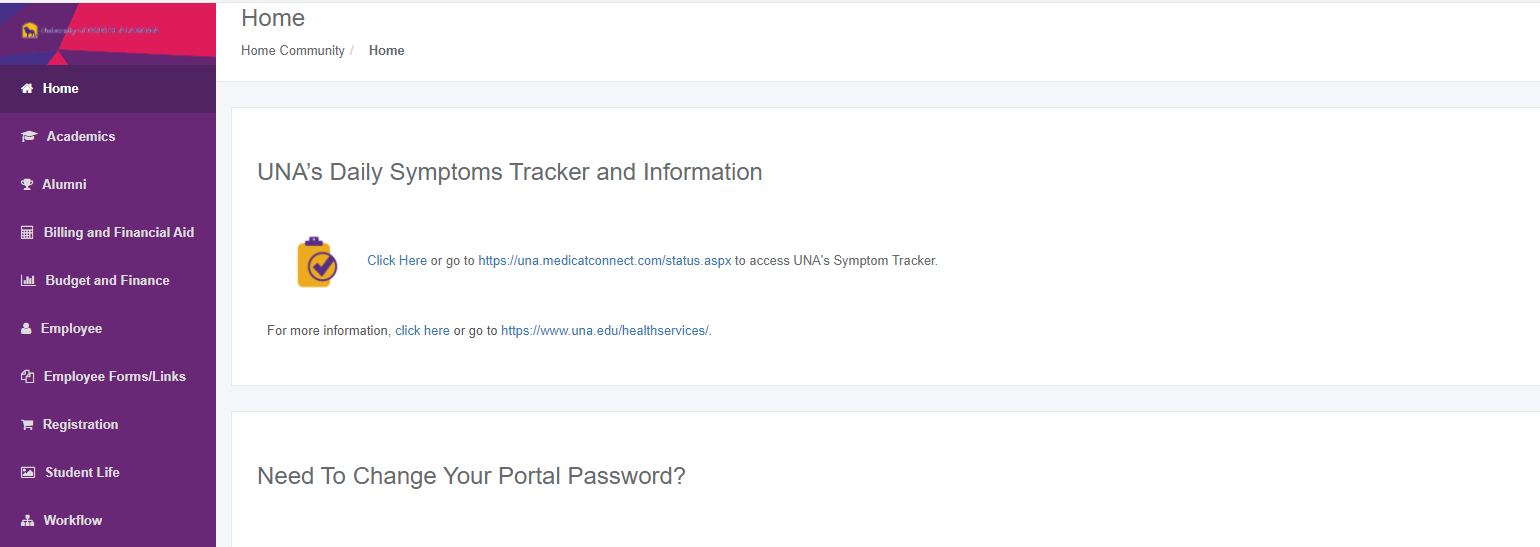 Home
Home Community / Home
Home
Academics
Alumni
Billing and Financial Aid
Budget and Finance
Employee
Employee Forms/Links
Registration
Student Life
Workflow
UNA’s Daily Symptoms Tracker and Information
Click Here or go to https://una.medicatconnect.com/status.aspx to access UNA's Symptom Tracker.
For more information, click here or go to https://www.una.edu/healthservices/.
Need To Change Your Portal Password?